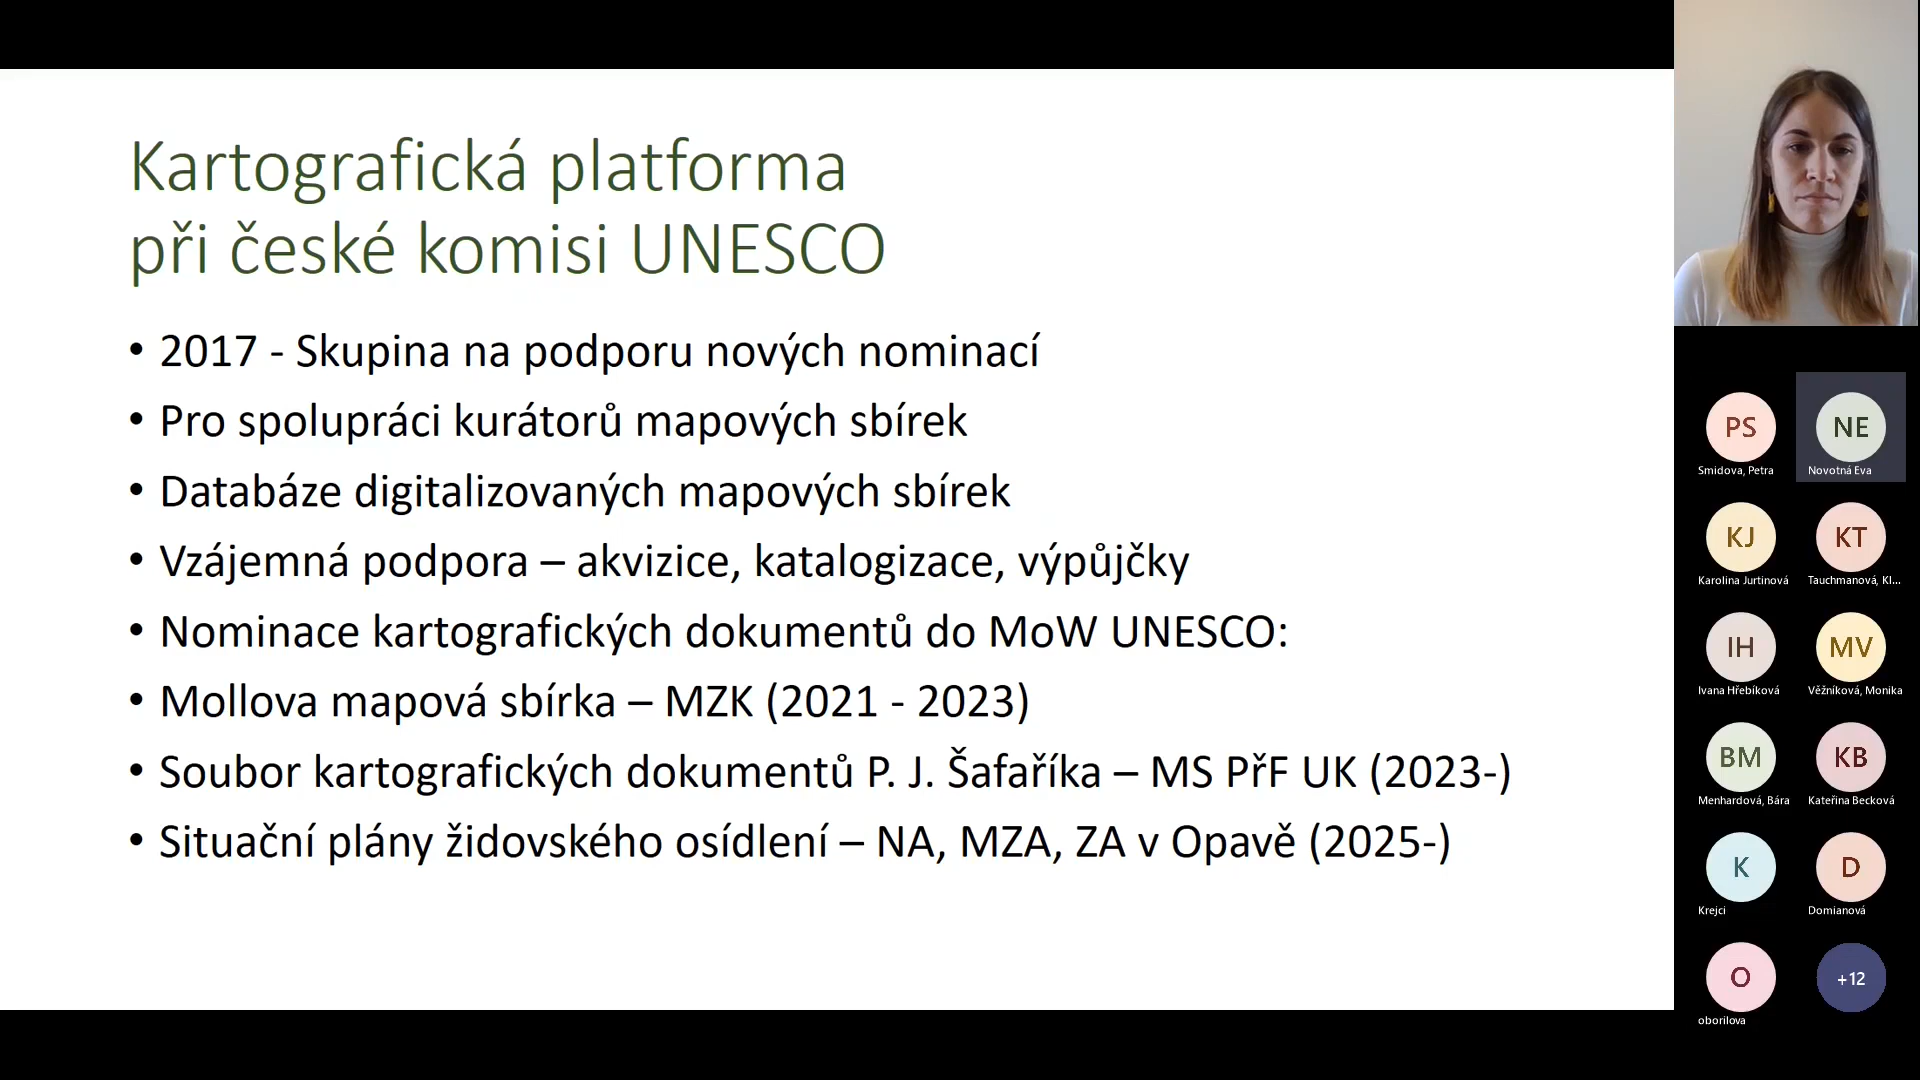 Kartografická platforma
při české komisi UNESCO
• 2017 - Skupina na podporu nových nominací
• Pro spolupráci kurátorů mapových sbírek
• Databáze digitalizovaných mapových sbírek
• Vzájemná podpora – akvizice, katalogizace, výpůjčky
• Nominace kartografických dokumentů do MoW UNESCO:
• Mollova mapová sbírka – MZK (2021 - 2023)
• Soubor kartografických dokumentů P. J. Šafaříka – MS PřF UK (2023-)
• Situační plány židovského osídlení – NA, MZA, ZA v Opavě (2025-)
PS
Smidova, Petra
NE
Novotná Eva
KJ
Karolina Jurtinová
KT
Tauchmanová, Kl...
IH
Ivana Hřebíková
MV
Věžníková, Monika
BM
Menhardová, Bára
KB
Kateřina Becková
K
Krejci
D
Domianová
O
oborilova
+12